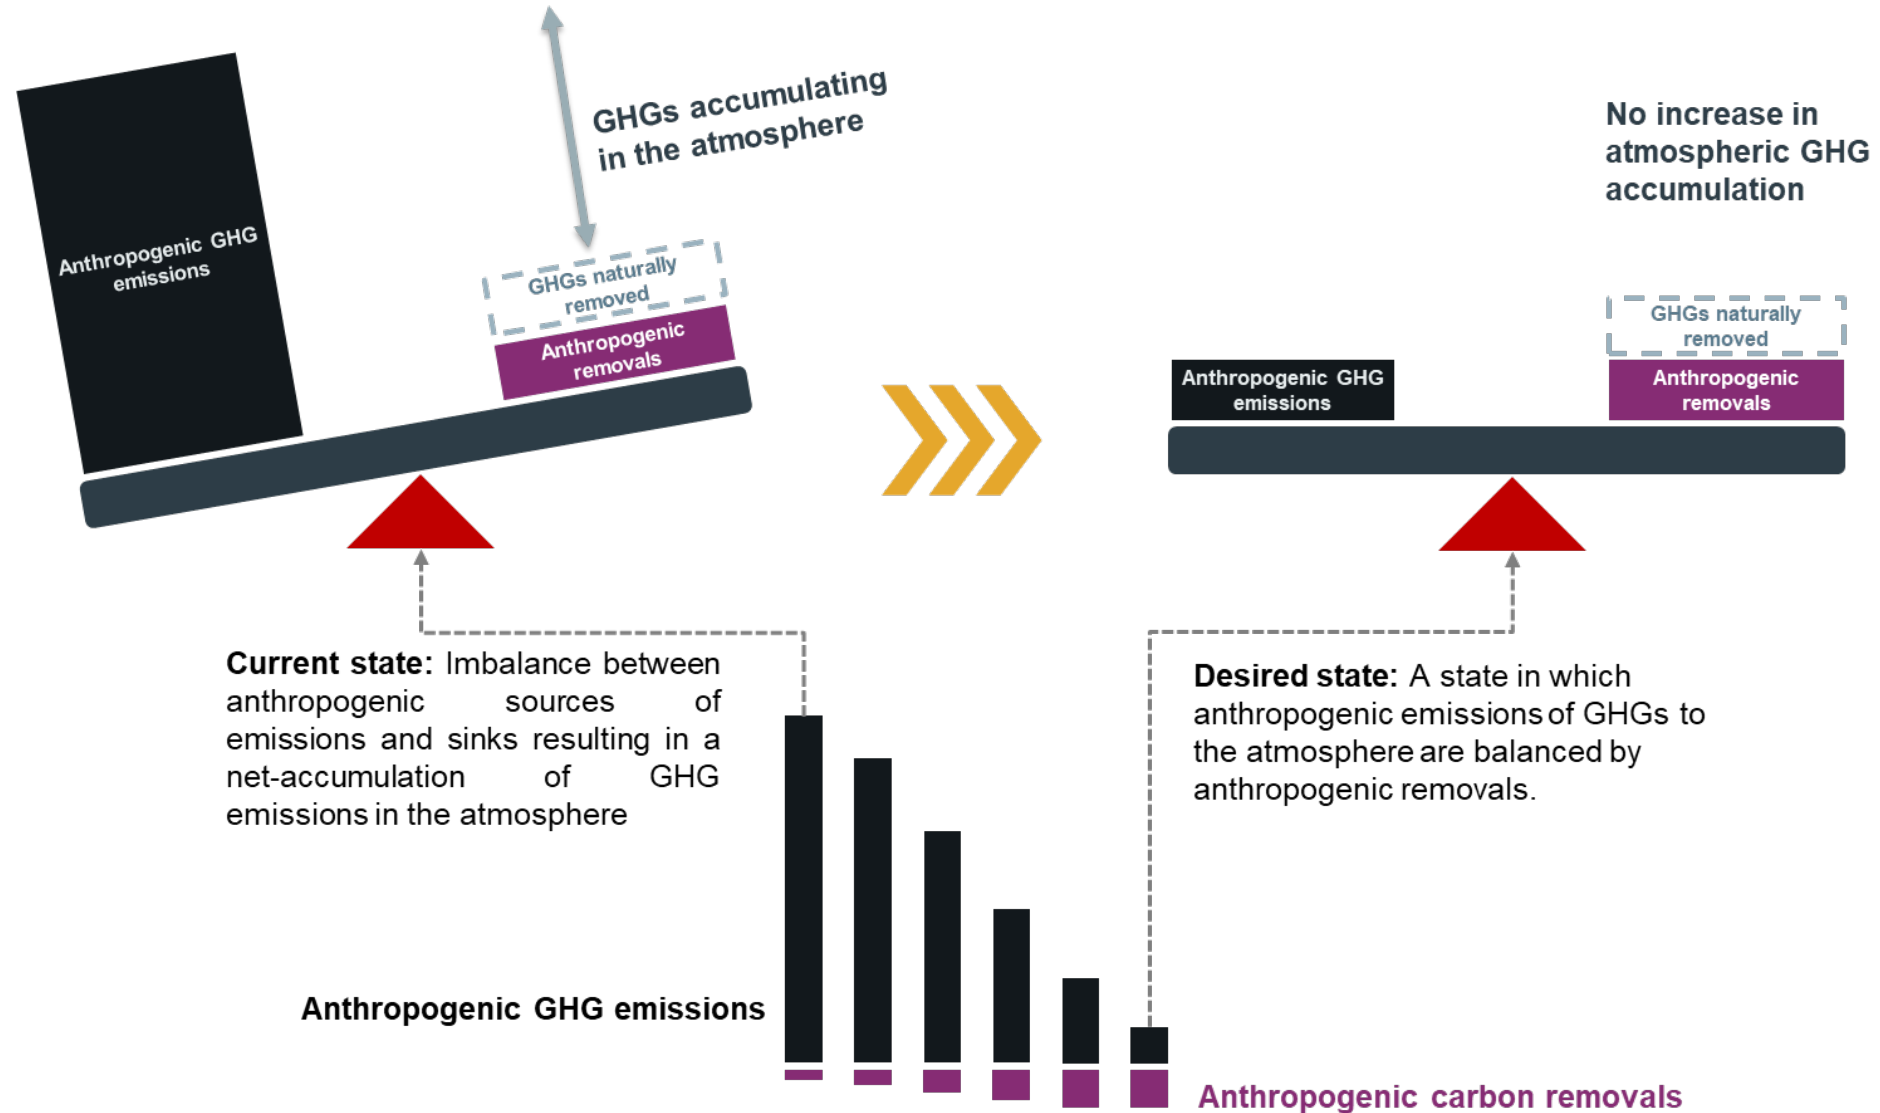 GHGs accumulating
in the atmosphere
Anthropogenic GHG
emissions
GHGs naturally
removed
Anthropogenic
removals
No increase in
atmospheric GHG
accumulation
GHGs naturally
removed
Anthropogenic GHG
emissions
Anthropogenic
removals
Current state: Imbalance between
anthropogenic sources of
emissions and sinks resulting in a
net-accumulation of GHG
emissions in the atmosphere
Desired state: A state in which
anthropogenic emissions of GHGs to
the atmosphere are balanced by
anthropogenic removals.
Anthropogenic GHG emissions
Anthropogenic carbon removals